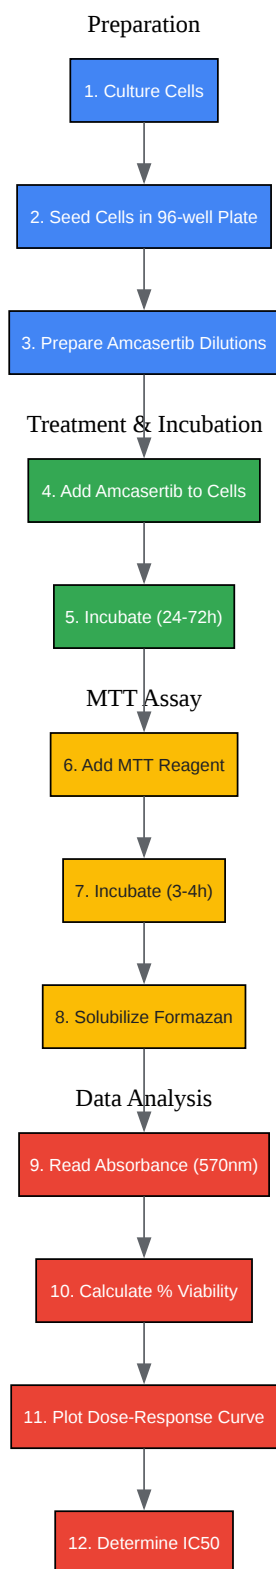 Preparation
1. Culture Cells
2. Seed Cells in 96-well Plate
3. Prepare Amcasertib Dilutions
Treatment & Incubation
4. Add Amcasertib to Cells
5. Incubate (24-72h)
MTT Assay
6. Add MTT Reagent
7. Incubate (3-4h)
8. Solubilize Formazan
Data Analysis
9. Read Absorbance (570nm)
10. Calculate % Viability
11. Plot Dose-Response Curve
12. Determine IC50